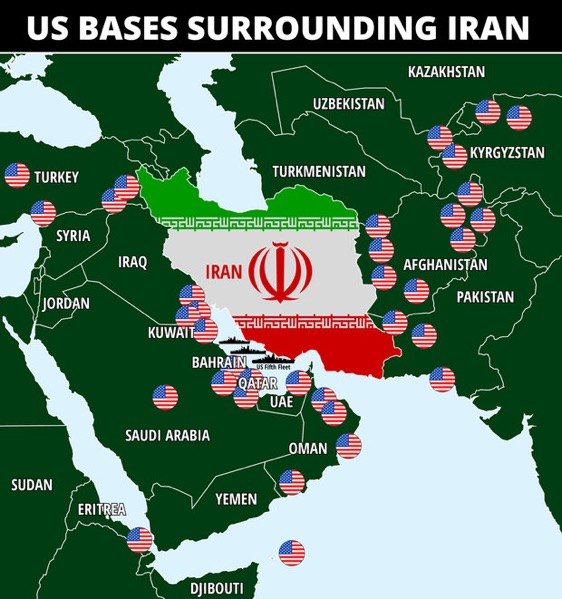 US BASES SURROUNDING IRAN
KAZAKHSTAN
UZBEKISTAN
KYRGYZSTAN
TURKMENISTAN
TURKEY
SYRIA
IRAQ
IRAN
AFGHANISTAN
JORDAN
PAKISTAN
KUWAIT
BAHRAIN
US Fifth Fleet
QATAR
UAE
SAUDI ARABIA
OMAN
SUDAN
YEMEN
ERITREA
DJIBOUTI